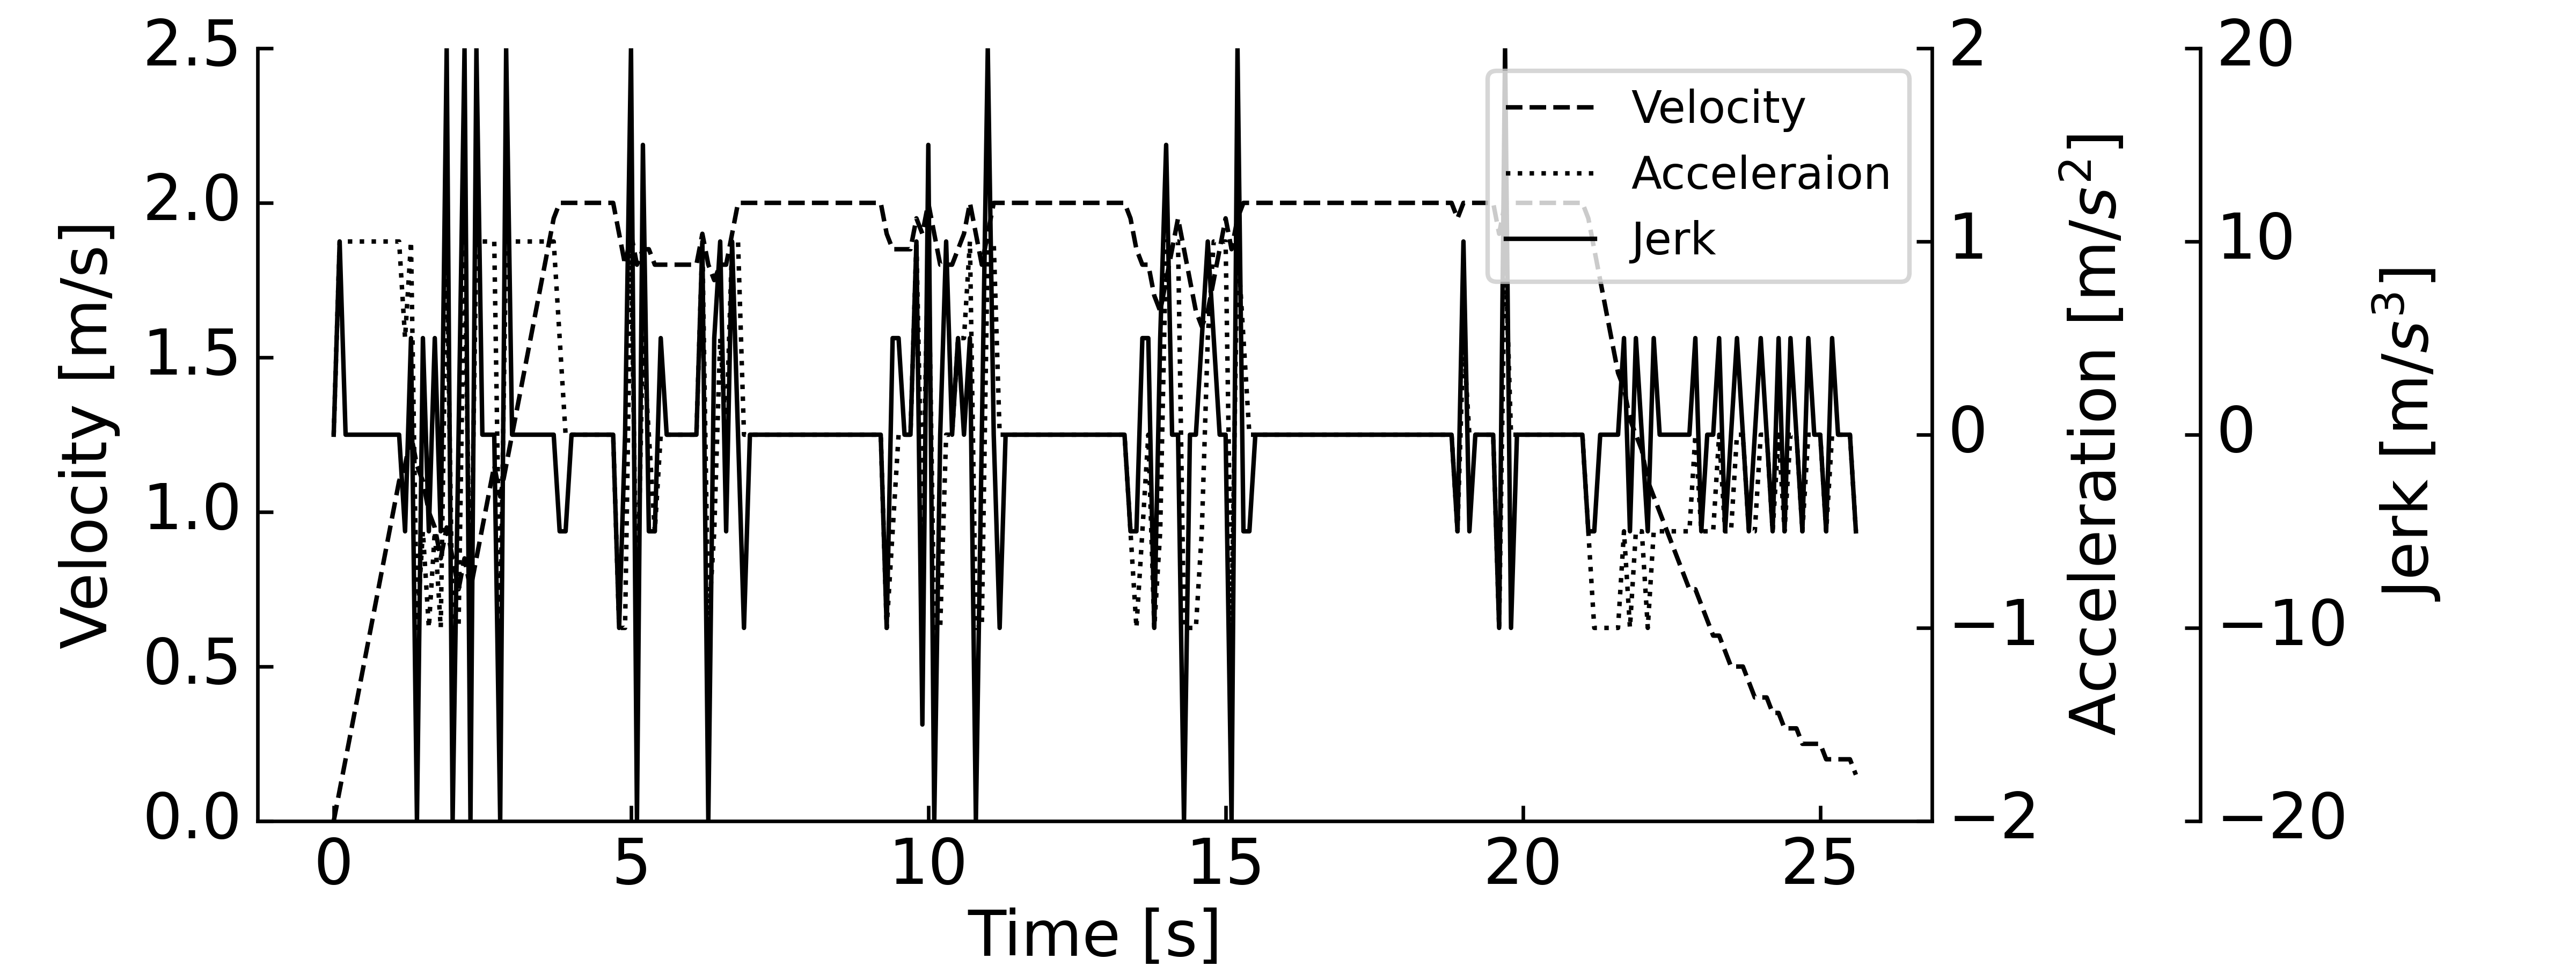 Velocity [m/s]
2.5
2.0
1.5
1.0
0.5
0.0
0 5 10 15 20 25
Time [s]
Velocity
Acceleraion
Jerk
2
1
0
−1
−2
Acceleration [m/s²]
20
10
0
−10
−20
Jerk [m/s³]